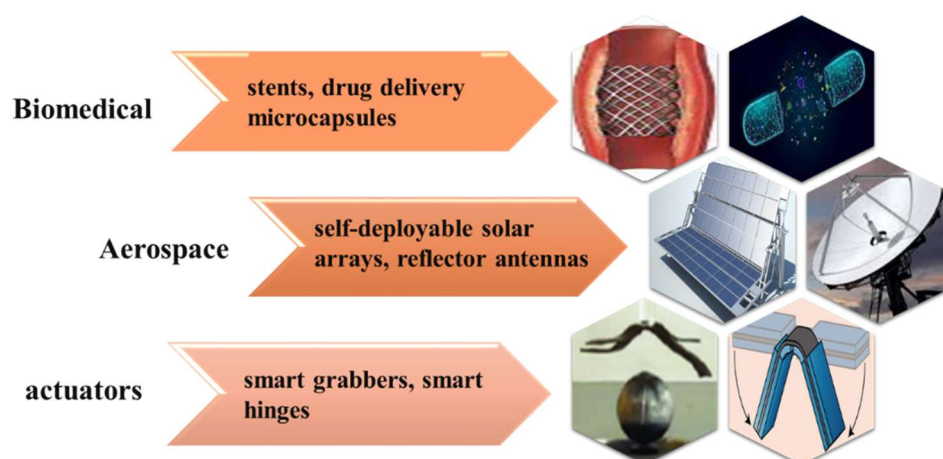 Biomedical
stents, drug delivery
microcapsules
Aerospace
self-deployable solar
arrays, reflector antennas
actuators
smart grabbers, smart
hinges